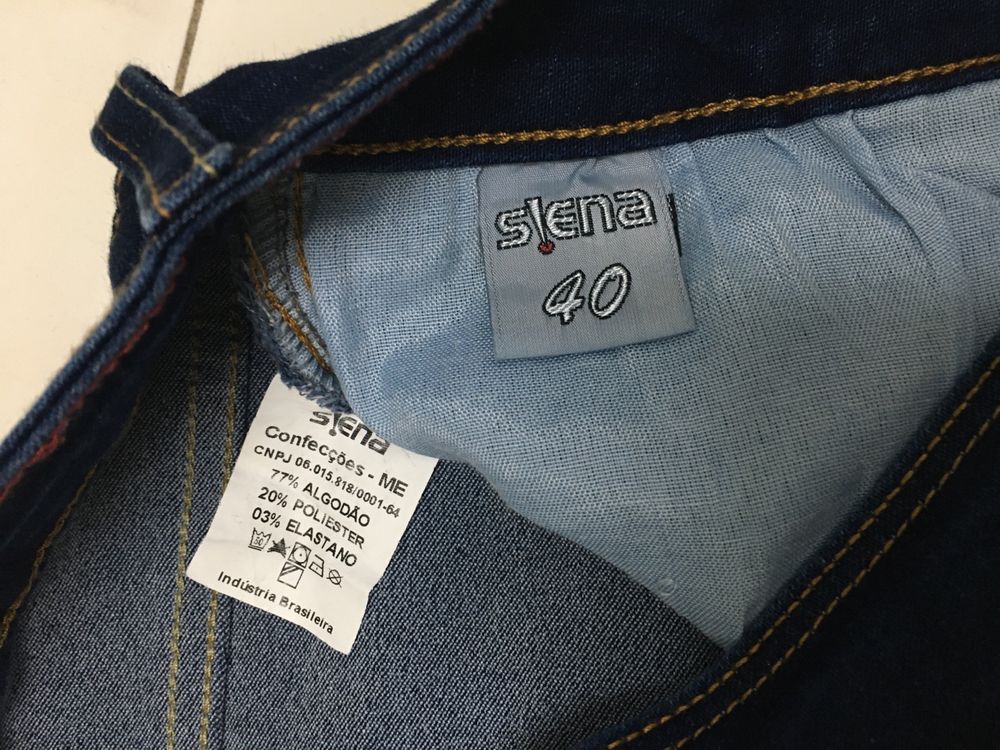 siena
40
siena
Confecções - ME
CNPJ 06.015.818/0001-64
77% ALGODÃO
20% POLIESTER
03% ELASTANO
Indústria Brasileira